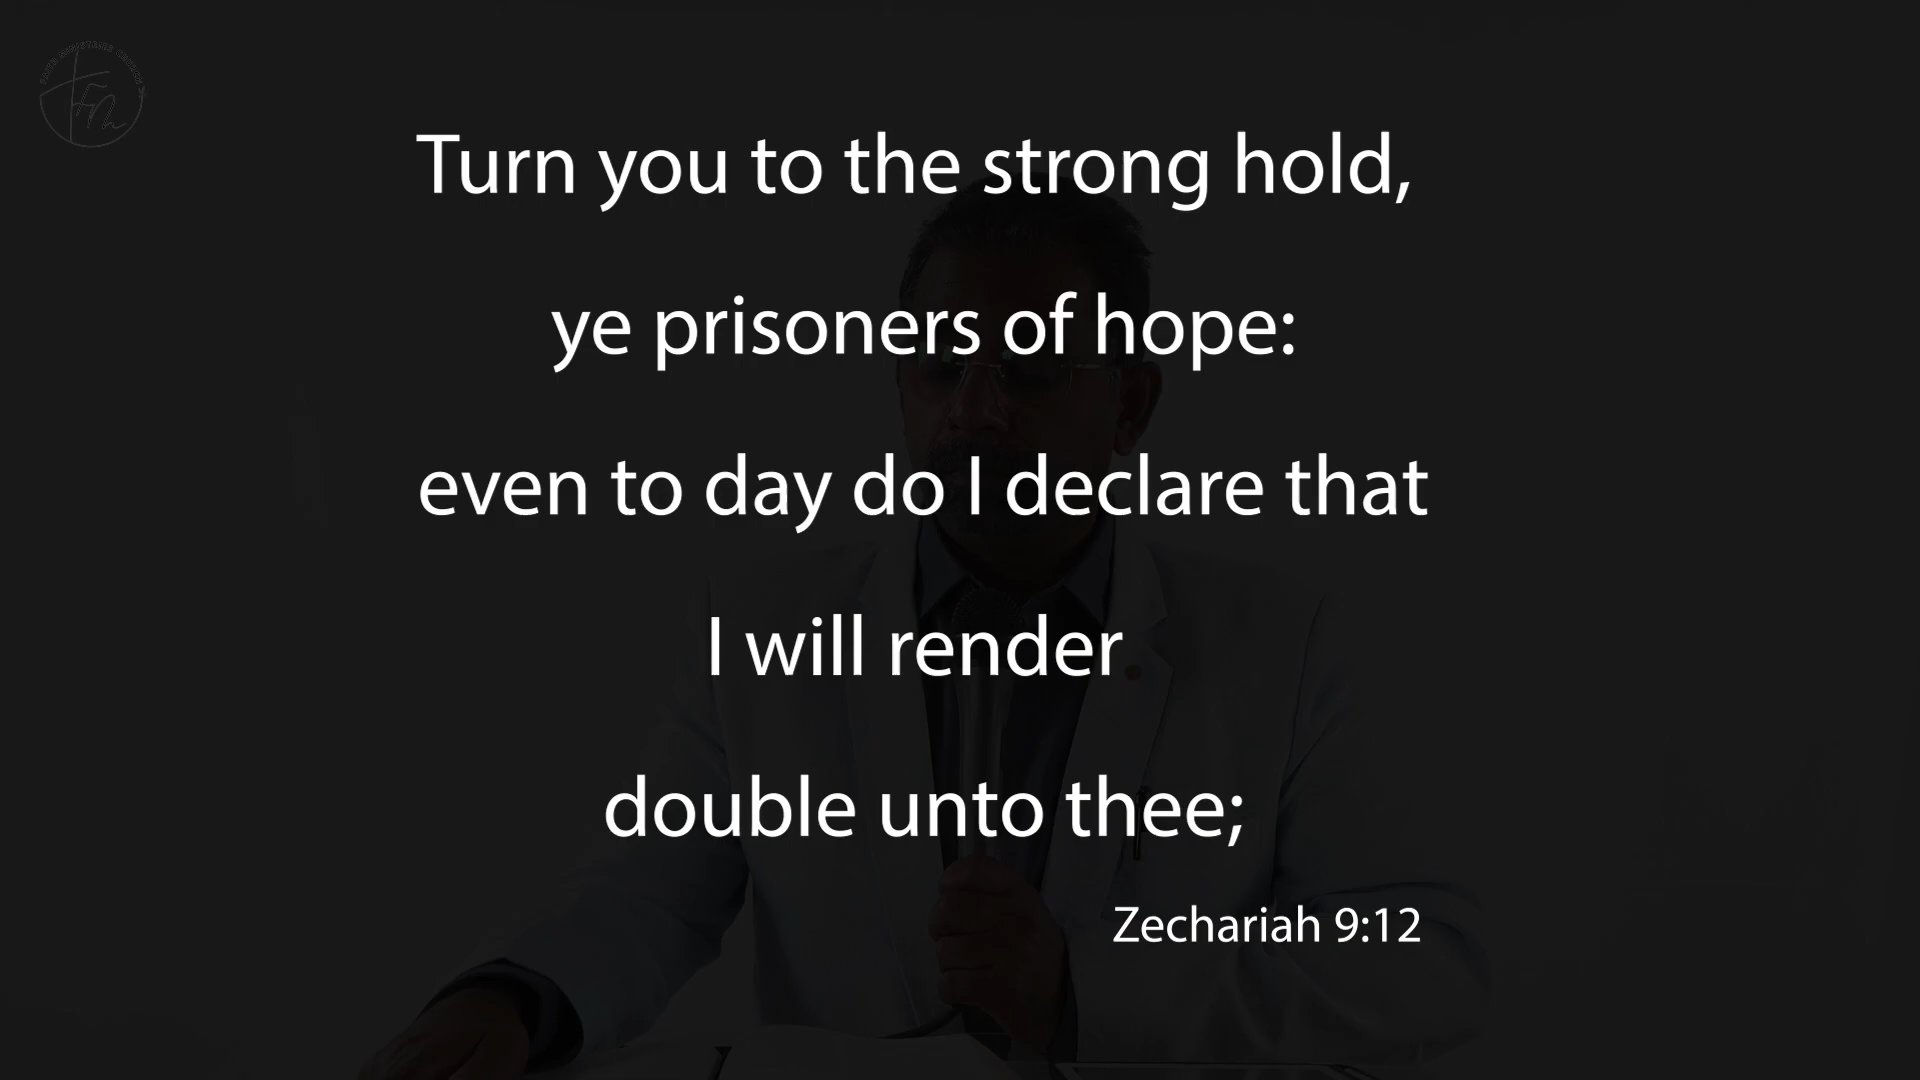 Turn you to the strong hold,
ye prisoners of hope:
even to day do I declare that
I will render
double unto thee;
Zechariah 9:12